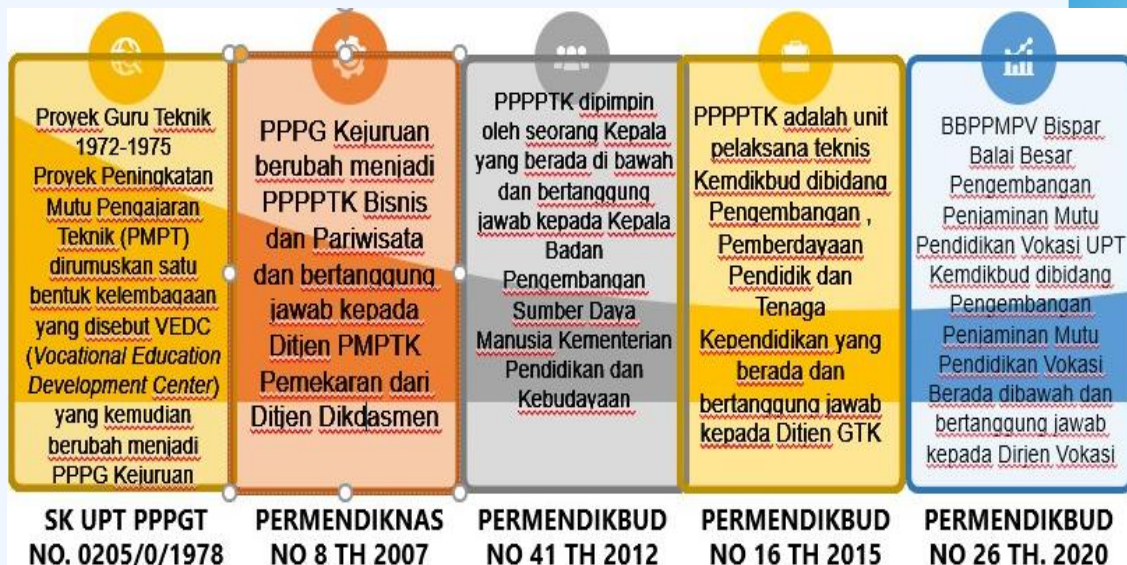 Proyek Guru Teknik
1972-1975
Proyek Peningkatan
Mutu Pengajaran
Teknik (PMPT)
dirumuskan satu
bentuk kelembagaan
yang disebut VEDC
(Vocational Education
Development Center)
yang kemudian
berubah menjadi
PPPG Kejuruan
SK UPT PPPGT
NO. 0205/0/1978
PPPG Kejuruan
berubah menjadi
PPPPTK Bisnis
dan Pariwisata
dan bertanggung
jawab kepada
Ditjen PMPTK
Pemekaran dari
Ditjen Dikdasmen
PERMENDIKNAS
NO 8 TH 2007
PPPPTK dipimpin
oleh seorang Kepala
yang berada di bawah
dan bertanggung
jawab kepada Kepala
Badan
Pengembangan
Sumber Daya
Manusia Kementerian
Pendidikan dan
Kebudayaan
PERMENDIKBUD
NO 41 TH 2012
PPPPTK adalah unit
pelaksana teknis
Kemdikbud dibidang
Pengembangan ,
Pemberdayaan
Pendidik dan
Tenaga
Kependidikan yang
berada dan
bertanggung jawab
kepada Ditjen GTK
PERMENDIKBUD
NO 16 TH 2015
BBPPMPV Bispar
Balai Besar
Pengembangan
Penjaminan Mutu
Pendidikan Vokasi UPT
Kemdikbud dibidang
Pengembangan
Penjaminan Mutu
Pendidikan Vokasi
Berada dibawah dan
bertanggung jawab
kepada Dirjen Vokasi
PERMENDIKBUD
NO 26 TH. 2020